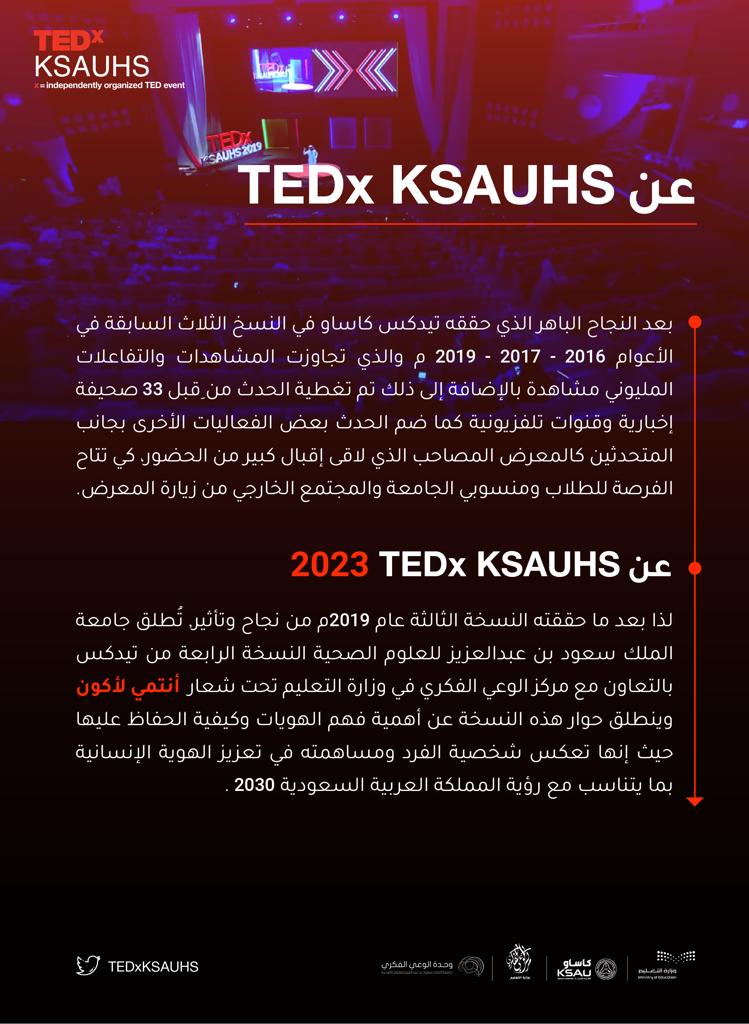 TEDx
KSAUHS
x = independently organized TED event
TEDx
KSAUHS 2019
عن TEDx KSAUHS
بعد النجاح الباهر الذي حققه تيدكس كاساو في النسخ الثلاث السابقة في
الأعوام 2016 - 2017 - 2019 م والذي تجاوزت المشاهدات والتفاعلات
المليوني مشاهدة بالإضافة إلى ذلك تم تغطية الحدث من قبل 33 صحيفة
إخبارية وقنوات تلفزيونية كما ضم الحدث بعض الفعاليات الأخرى بجانب
المتحدثين كالمعرض المصاحب الذي لاقى إقبال كبير من الحضور، كي تتاح
الفرصة للطلاب ومنسوبي الجامعة والمجتمع الخارجي من زيارة المعرض.
عن TEDx KSAUHS 2023
لذا بعد ما حققته النسخة الثالثة عام 2019م من نجاح وتأثير، تُطلق جامعة
الملك سعود بن عبدالعزيز للعلوم الصحية النسخة الرابعة من تيدكس
بالتعاون مع مركز الوعي الفكري في وزارة التعليم تحت شعار أنتمي لأكون
وينطلق حوار هذه النسخة عن أهمية فهم الهويات وكيفية الحفاظ عليها
حيث إنها تعكس شخصية الفرد ومساهمته في تعزيز الهوية الإنسانية
بما يتناسب مع رؤية المملكة العربية السعودية 2030 .
TEDxKSAUHS
وحدة الوعي الفكري
وزارة التعليم
كاساو
KSAU
وزارة التعليم
Ministry of Education